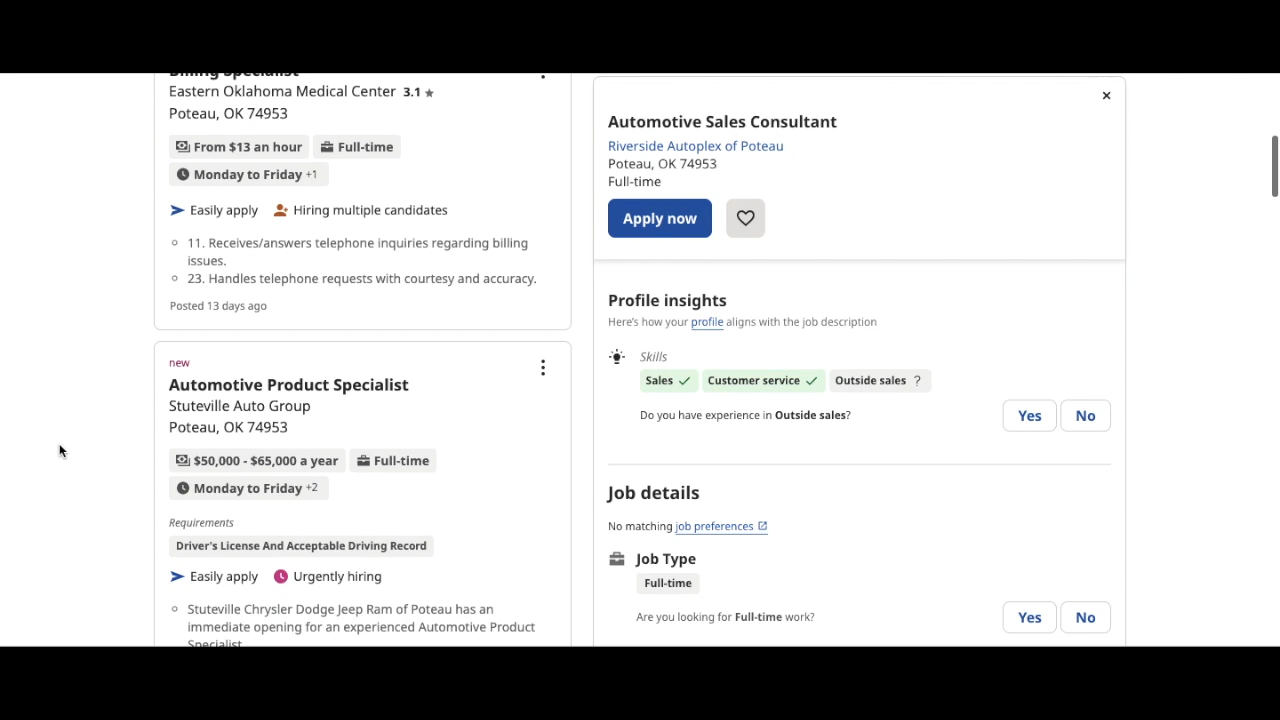 Billing Specialist
Eastern Oklahoma Medical Center 3.1 ★
Poteau, OK 74953
From $13 an hour
Full-time
Monday to Friday +1
Easily apply
Hiring multiple candidates
11. Receives/answers telephone inquiries regarding billing
issues.
23. Handles telephone requests with courtesy and accuracy.
Posted 13 days ago
new
Automotive Product Specialist
Stuteville Auto Group
Poteau, OK 74953
$50,000 - $65,000 a year
Full-time
Monday to Friday +2
Requirements
Driver's License And Acceptable Driving Record
Easily apply
Urgently hiring
Stuteville Chrysler Dodge Jeep Ram of Poteau has an
immediate opening for an experienced Automotive Product
Specialist
Automotive Sales Consultant
Riverside Autoplex of Poteau
Poteau, OK 74953
Full-time
Apply now
Profile insights
Here's how your profile aligns with the job description
Skills
Sales
Customer service
Outside sales ?
Do you have experience in Outside sales?
Yes
No
Job details
No matching job preferences
Job Type
Full-time
Are you looking for Full-time work?
Yes
No